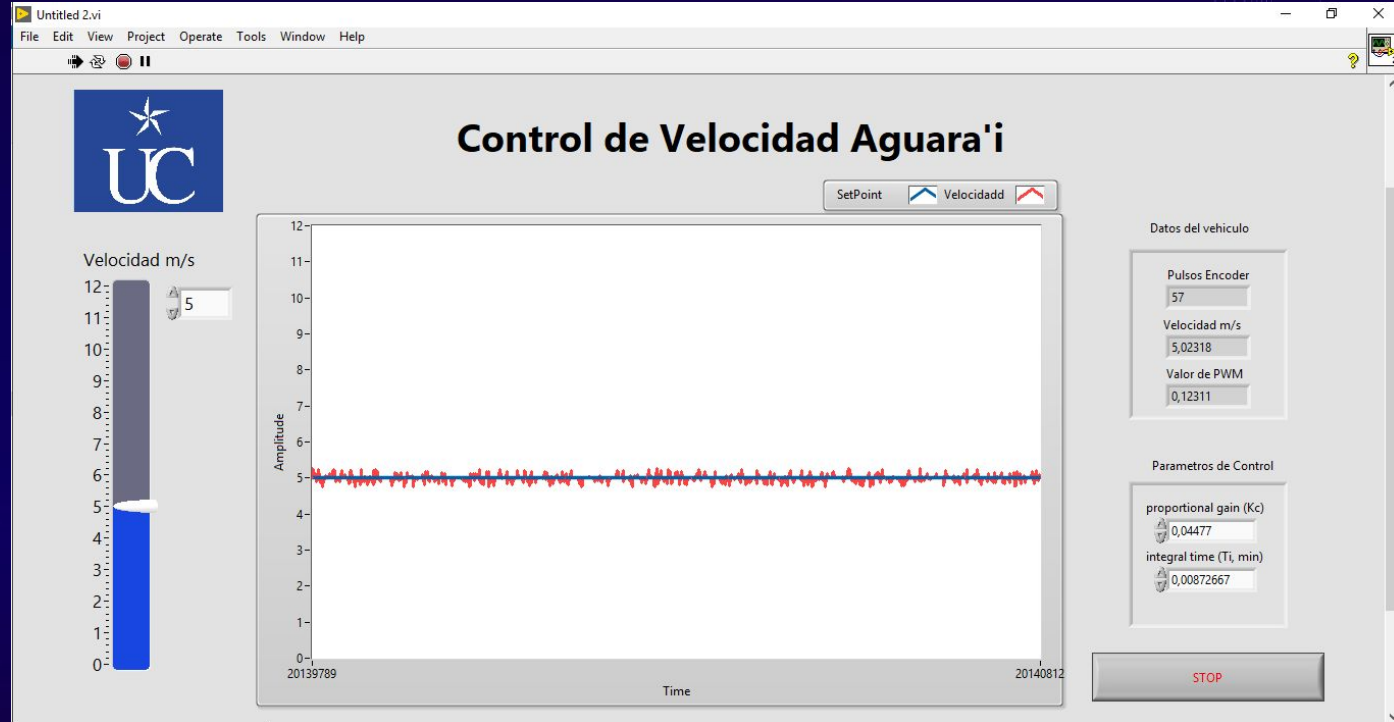 Untitled 2.vi
File Edit View Project Operate Tools Window Help
UC
Control de Velocidad Aguara'i
SetPoint Velocidadd
Velocidad m/s
12
11
10
9
8
7
6
5
4
3
2
1
0
5
12
11
10
9
8
7
6
5
4
3
2
1
0
Amplitude
20139789 20140812
Time
Datos del vehiculo
Pulsos Encoder
57
Velocidad m/s
5,02318
Valor de PWM
0,12311
Parametros de Control
proportional gain (Kc)
0,04477
integral time (Ti, min)
0,00872667
STOP